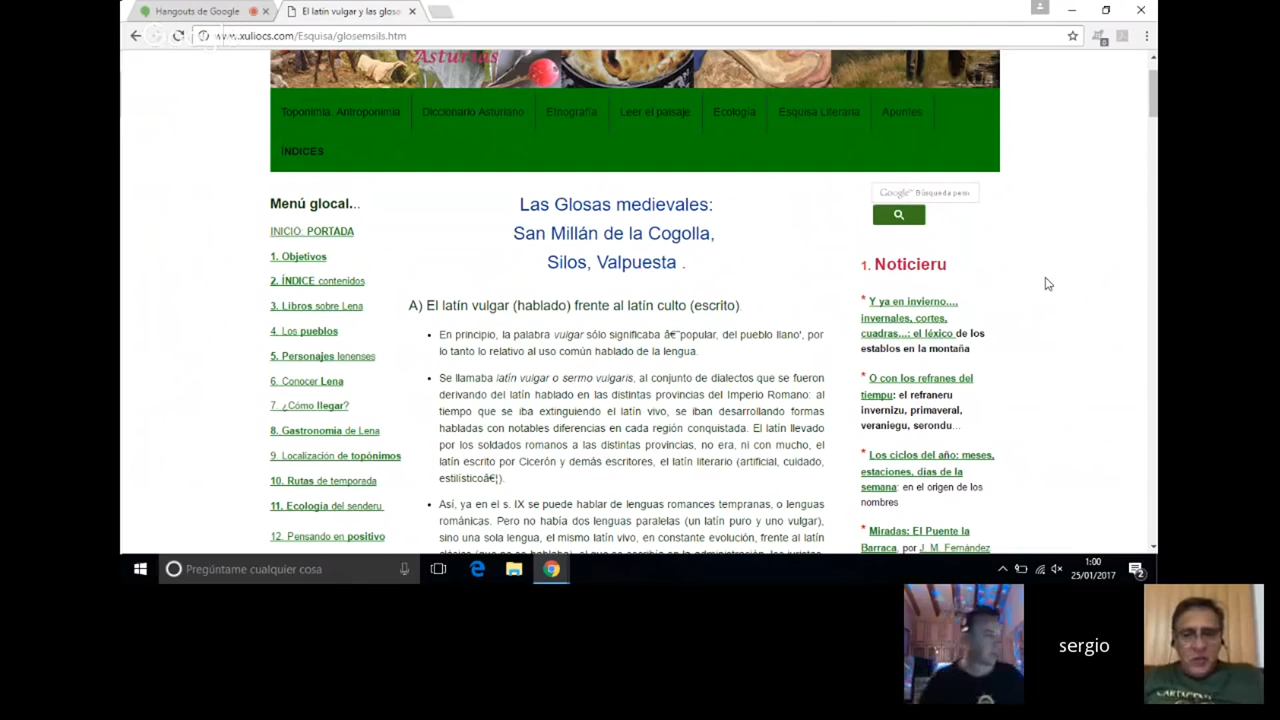 Hangouts de Google
El latín vulgar y las glosa
www.xuliocs.com/Esquisa/glosemsils.htm
Asturias
Toponimia. Antroponimia
Diccionario Asturiano
Etnografía
Leer el paisaje
Ecología
Esquisa Literaria
Apuntes
ÍNDICES
Menú glocal...
INICIO: PORTADA
1. Objetivos
2. ÍNDICE contenidos
3. Libros sobre Lena
4. Los pueblos
5. Personajes lenenses
6. Conocer Lena
7. ¿Cómo llegar?
8. Gastronomía de Lena
9. Localización de topónimos
10. Rutas de temporada
11. Ecología del senderu
12. Pensando en positivo
Las Glosas medievales:
San Millán de la Cogolla,
Silos, Valpuesta .
A) El latín vulgar (hablado) frente al latín culto (escrito)
• En principio, la palabra vulgar sólo significaba â€˜popular, del pueblo llano', por
lo tanto lo relativo al uso común hablado de la lengua.
• Se llamaba latín vulgar o sermo vulgaris, al conjunto de dialectos que se fueron
derivando del latín hablado en las distintas provincias del Imperio Romano: al
tiempo que se iba extinguiendo el latín vivo, se iban desarrollando formas
habladas con notables diferencias en cada región conquistada. El latín llevado
por los soldados romanos a las distintas provincias, no era, ni con mucho, el
latín escrito por Cicerón y demás escritores, el latín literario (artificial, cuidado,
estilísticoâ€¦).
• Así, ya en el s. IX se puede hablar de lenguas romances tempranas, o lenguas
románicas. Pero no había dos lenguas paralelas (un latín puro y uno vulgar),
sino una sola lengua, el mismo latín vivo, en constante evolución, frente al latín
Google Búsqueda pers
1. Noticieru
* Y ya en invierno....
invernales, cortes,
cuadras...: el léxico de los
establos en la montaña
* O con los refranes del
tiempu: el refraneru
invernizu, primaveral,
veraniegu, serondu...
* Los ciclos del año: meses,
estaciones, días de la
semana: en el origen de los
nombres
* Miradas: El Puente la
Barraca, por J. M. Fernández
Pregúntame cualquier cosa
1:00
25/01/2017
2
sergio
CARTAGENA